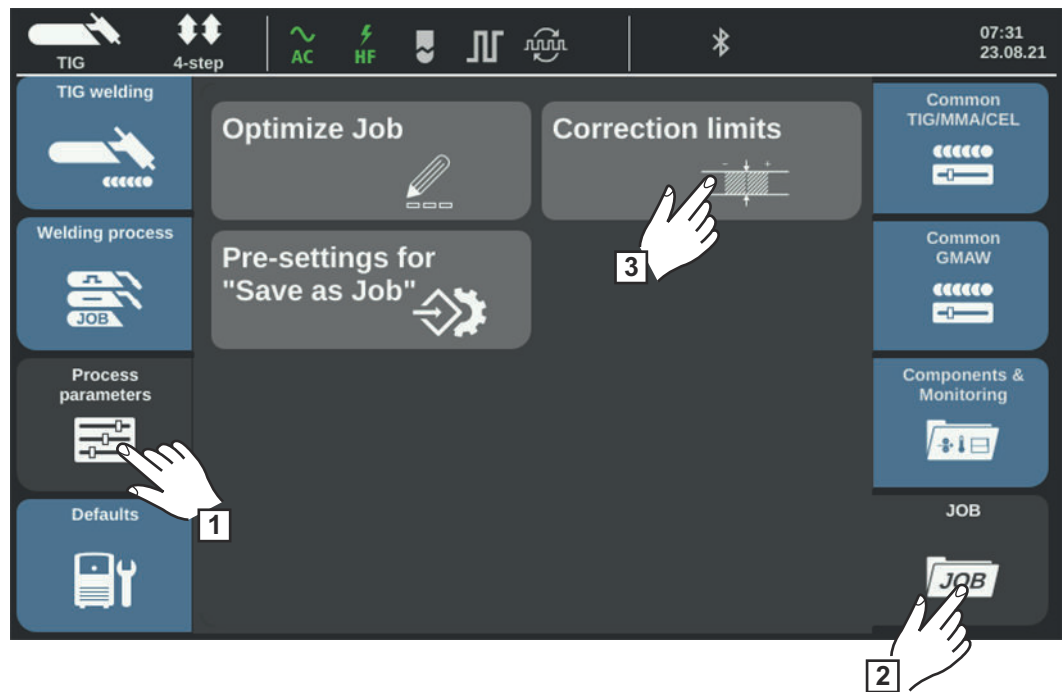 TIG
4-step
AC
HF
07:31
23.08.21
TIG welding
Welding process
JOB
Process
parameters
1
Defaults
Optimize Job
Correction limits
- +
3
Pre-settings for
"Save as Job"
Common
TIG/MMA/CEL
Common
GMAW
Components &
Monitoring
JOB
JOB
2